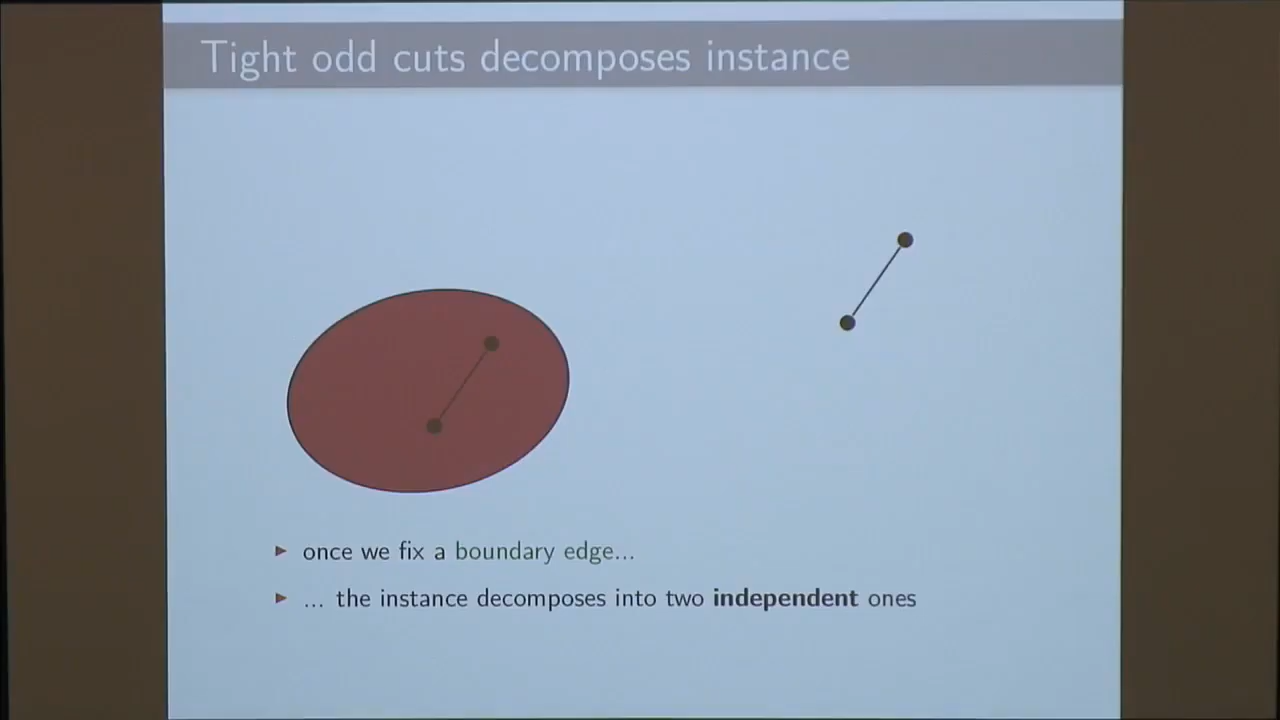 Tight odd cuts decomposes instance
once we fix a boundary edge...
... the instance decomposes into two independent ones